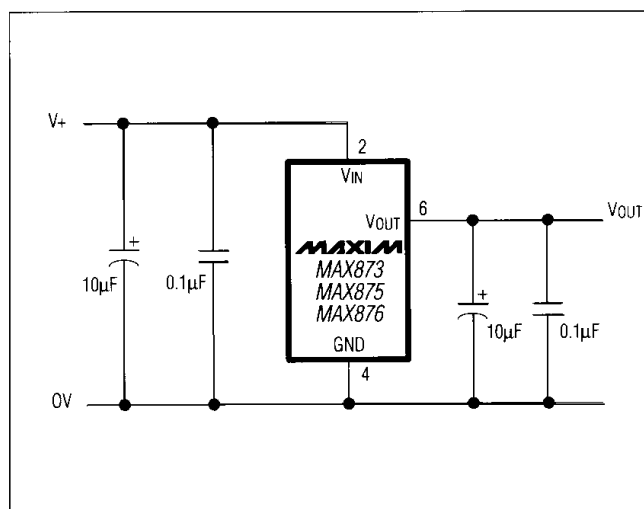 V+
2
VIN
VOUT
6
VOUT
+
10µF
0.1µF
MAXIM
MAX873
MAX875
MAX876
+
10µF
0.1µF
GND
4
0V